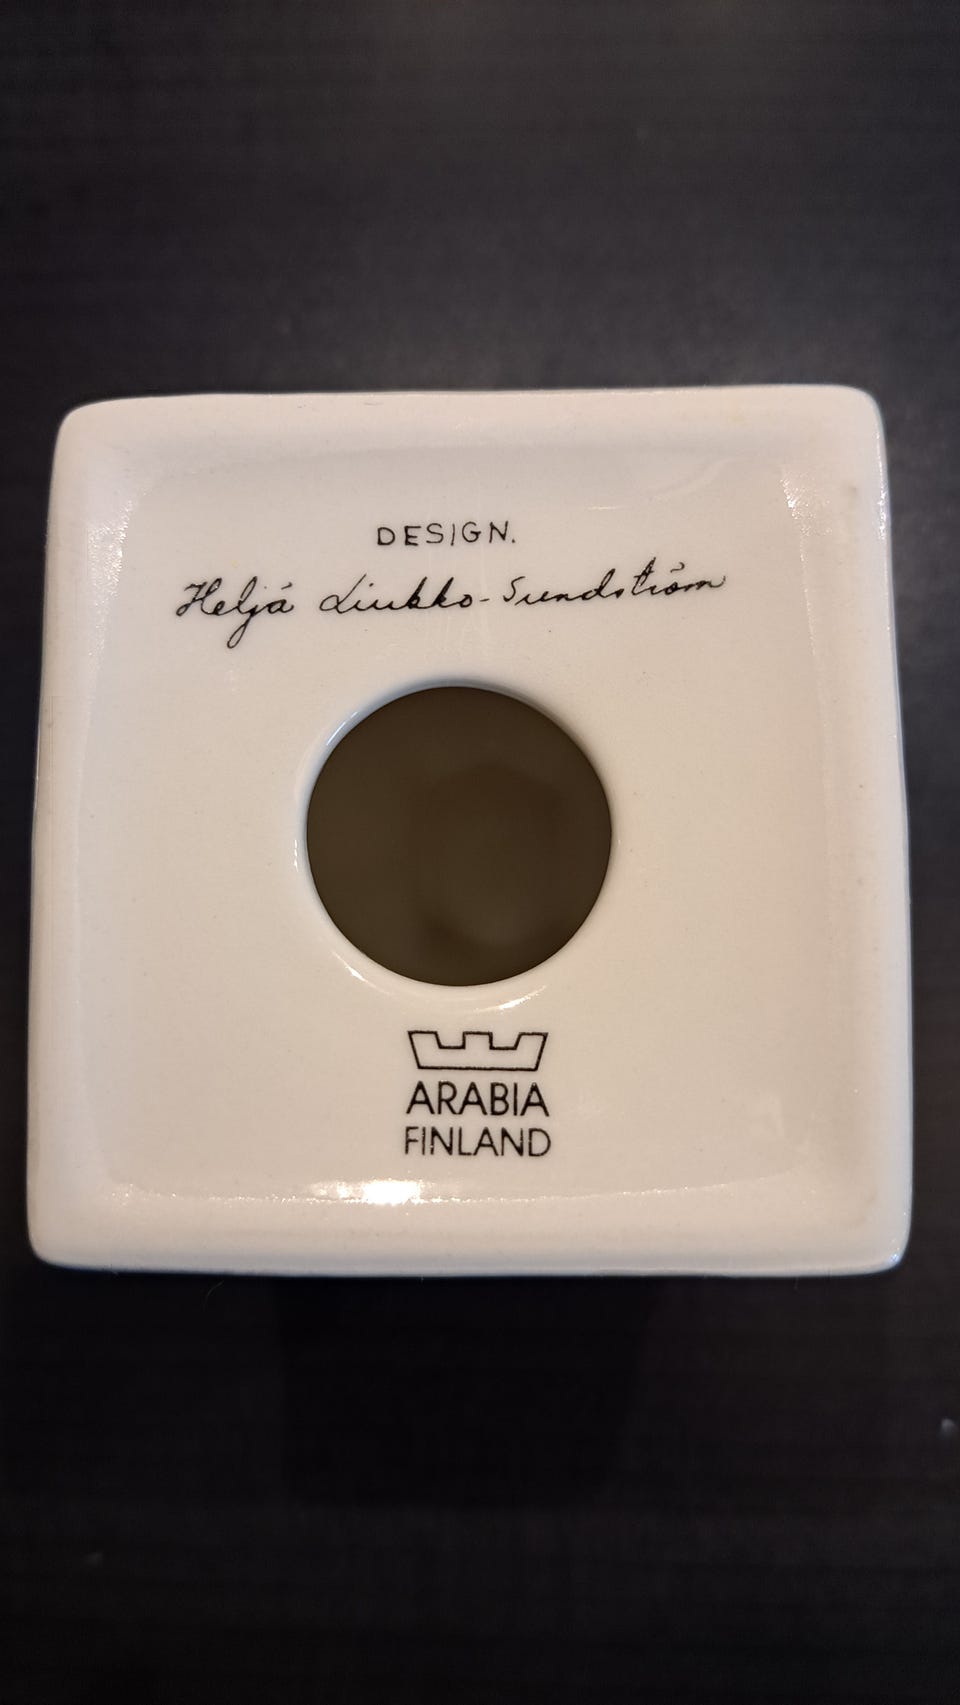 DESIGN.
Heljä Liukko-Sundström
ARABIA
FINLAND